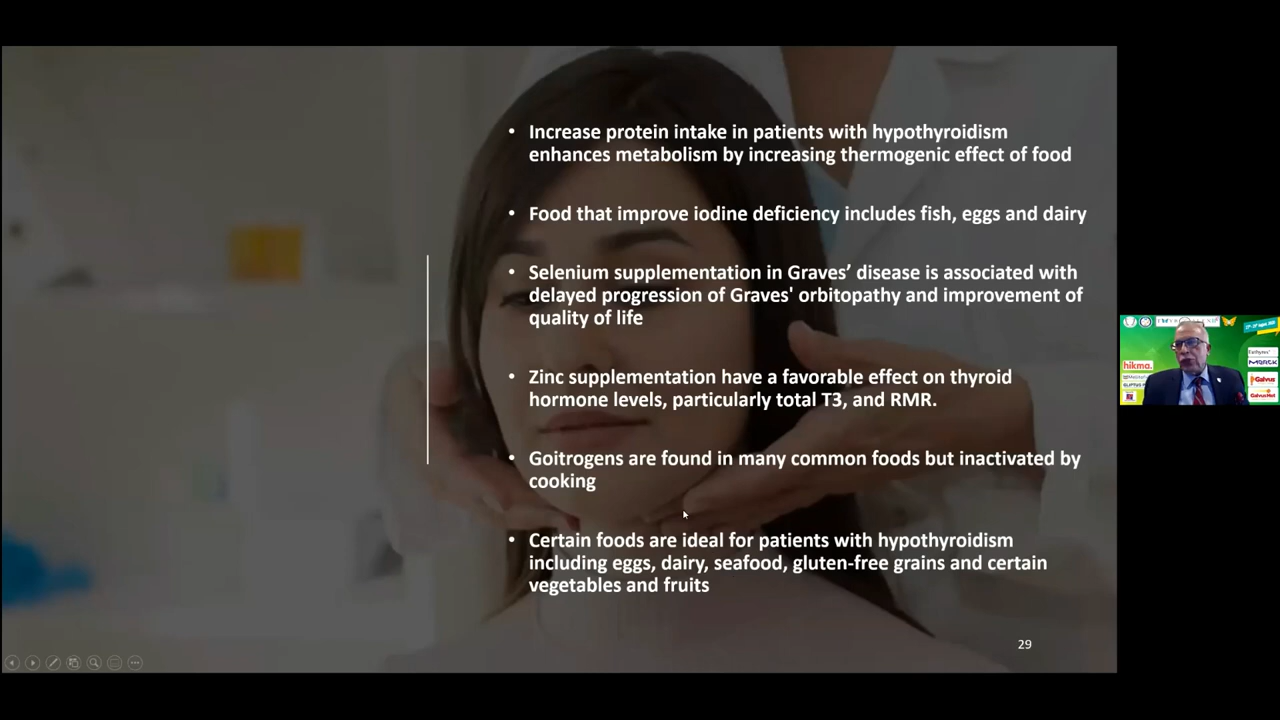 • Increase protein intake in patients with hypothyroidism
enhances metabolism by increasing thermogenic effect of food
• Food that improve iodine deficiency includes fish, eggs and dairy
• Selenium supplementation in Graves’ disease is associated with
delayed progression of Graves' orbitopathy and improvement of
quality of life
• Zinc supplementation have a favorable effect on thyroid
hormone levels, particularly total T3, and RMR.
• Goitrogens are found in many common foods but inactivated by
cooking
• Certain foods are ideal for patients with hypothyroidism
including eggs, dairy, seafood, gluten-free grains and certain
vegetables and fruits
29
hikma.
MERCK
Galvus
GalvusMet